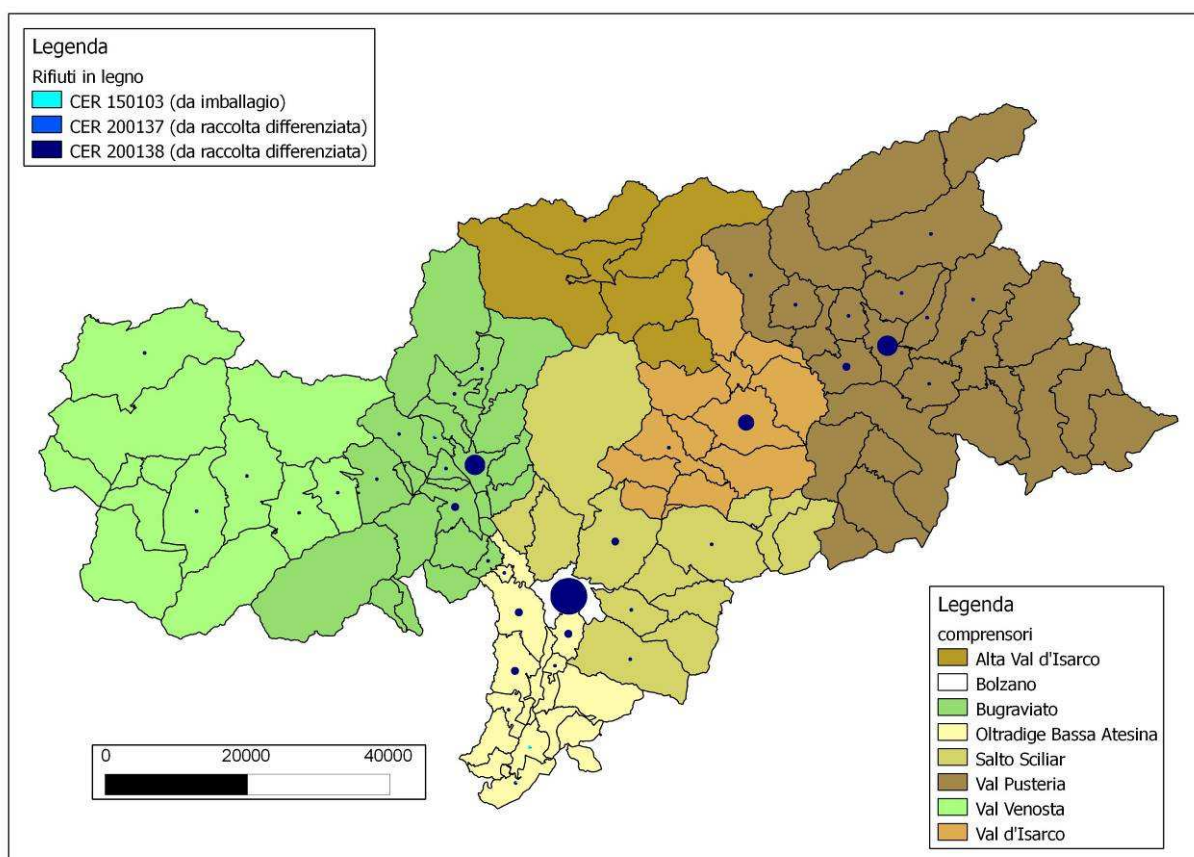 Legenda
Rifiuti in legno
CER 150103 (da imballagio)
CER 200137 (da raccolta differenziata)
CER 200138 (da raccolta differenziata)
0 20000 40000
Legenda
comprensori
Alta Val d'Isarco
Bolzano
Bugraviato
Oltradige Bassa Atesina
Salto Sciliar
Val Pusteria
Val Venosta
Val d'Isarco